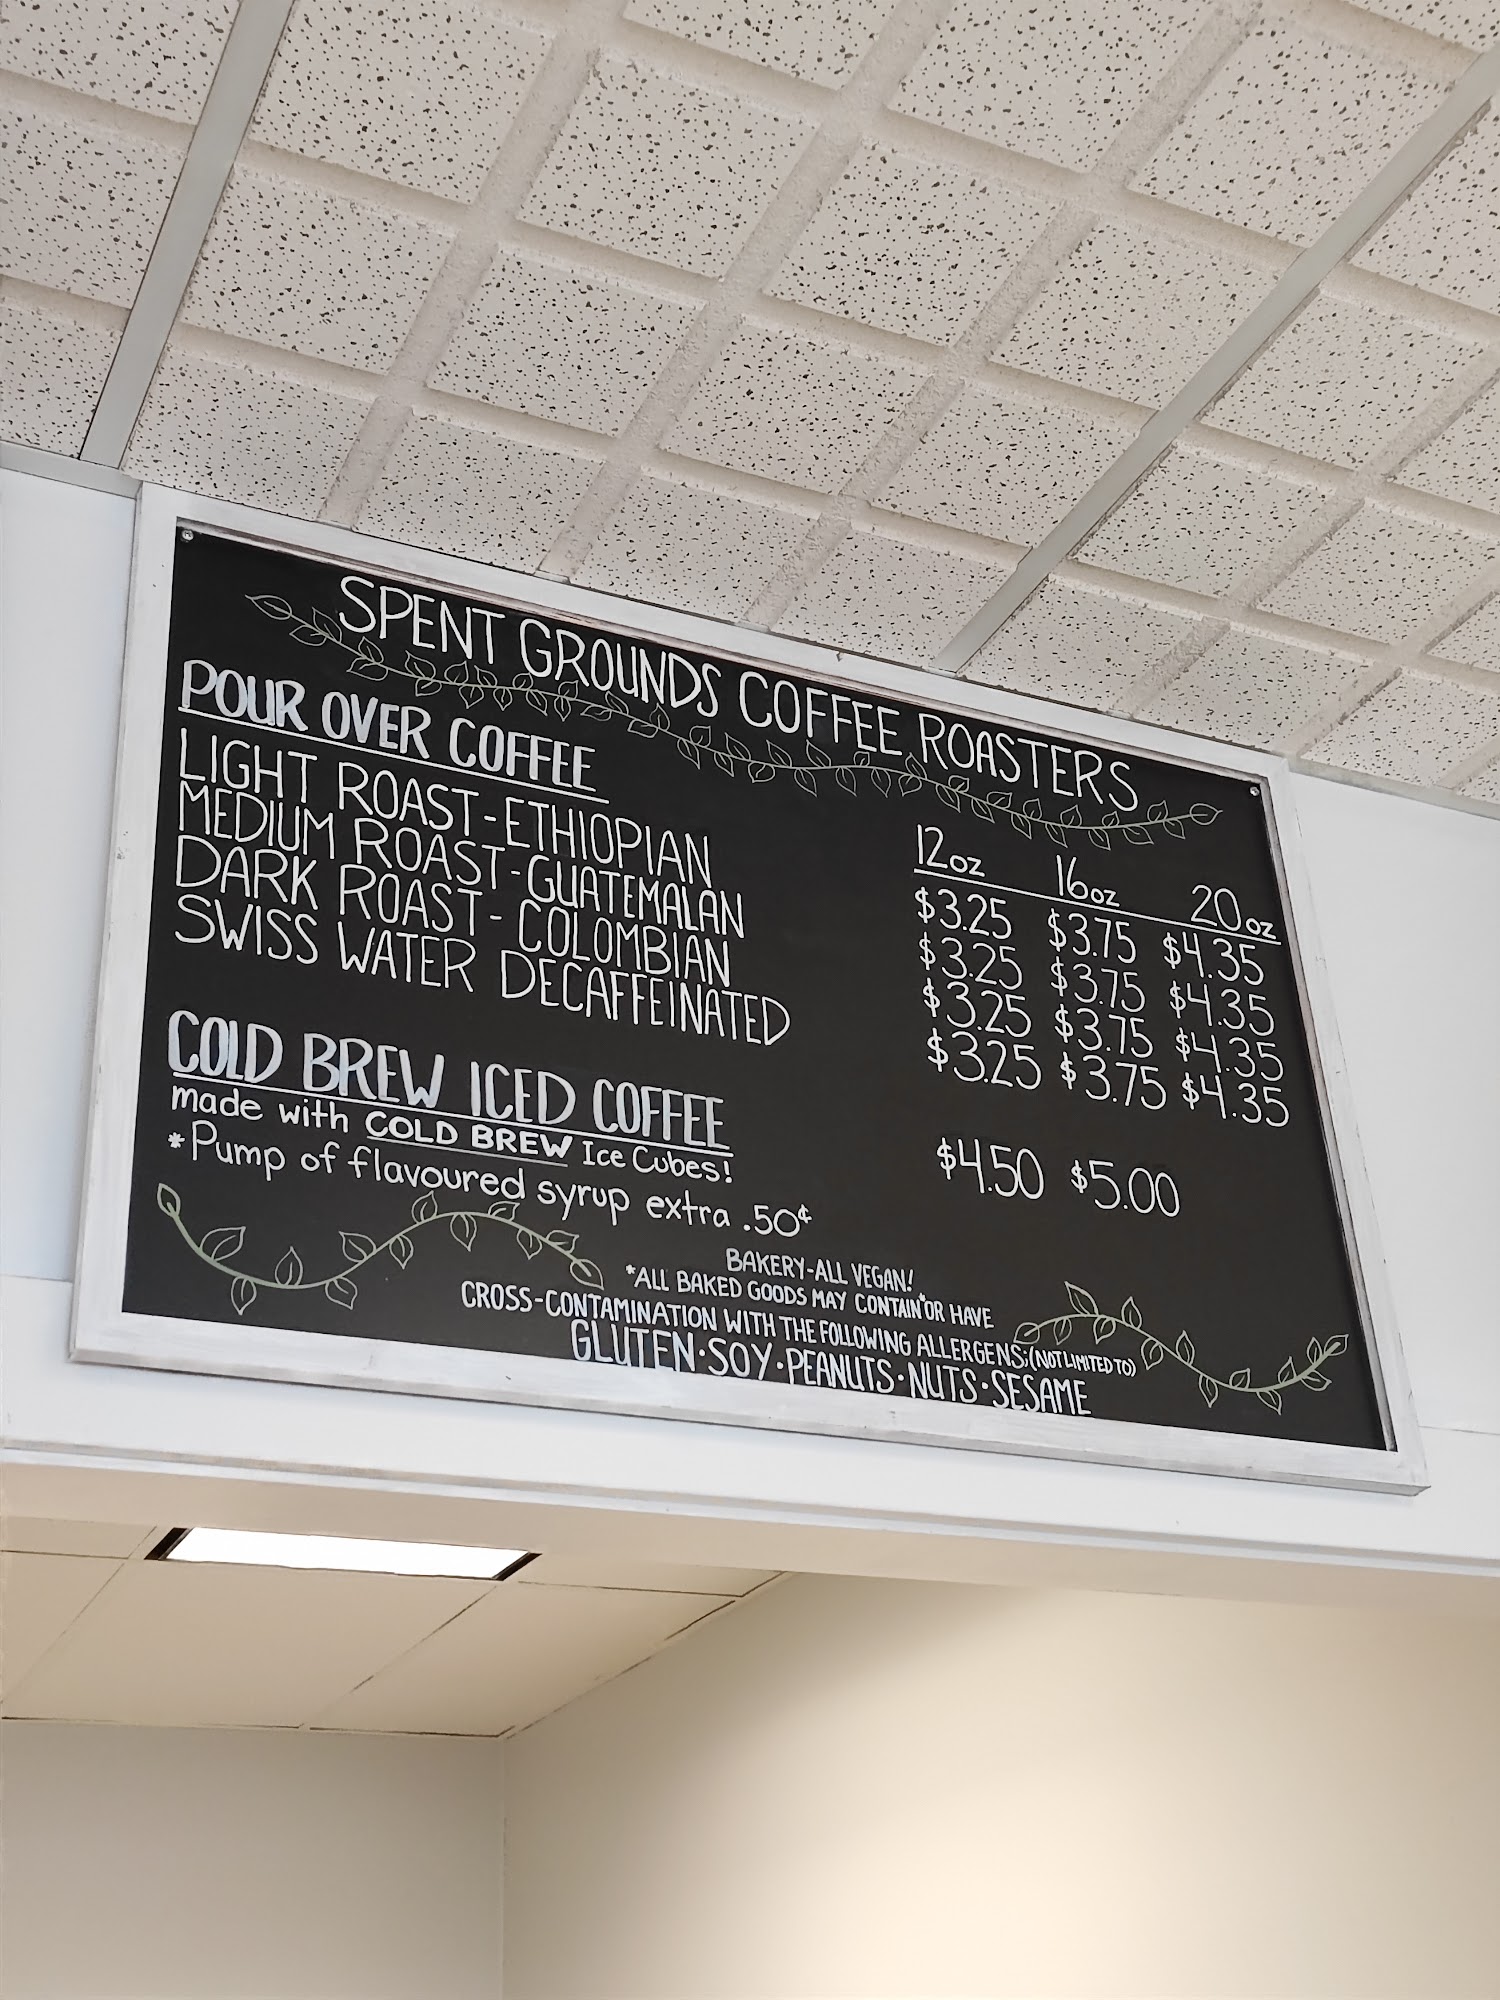 SPENT GROUNDS COFFEE ROASTERS
POUR OVER COFFEE
12oz 16oz 20oz
LIGHT ROAST-ETHIOPIAN $3.25 $3.75 $4.35
MEDIUM ROAST-GUATEMALAN $3.25 $3.75 $4.35
DARK ROAST-COLOMBIAN $3.25 $3.75 $4.35
SWISS WATER DECAFFEINATED $3.25 $3.75 $4.35
COLD BREW ICED COFFEE $4.50 $5.00
made with COLD BREW Ice Cubes!
*Pump of flavoured syrup extra .50¢
BAKERY-ALL VEGAN!
*ALL BAKED GOODS MAY CONTAIN*OR HAVE
CROSS-CONTAMINATION WITH THE FOLLOWING ALLERGENS;(NOT LIMITED TO)
GLUTEN·SOY·PEANUTS·NUTS·SESAME